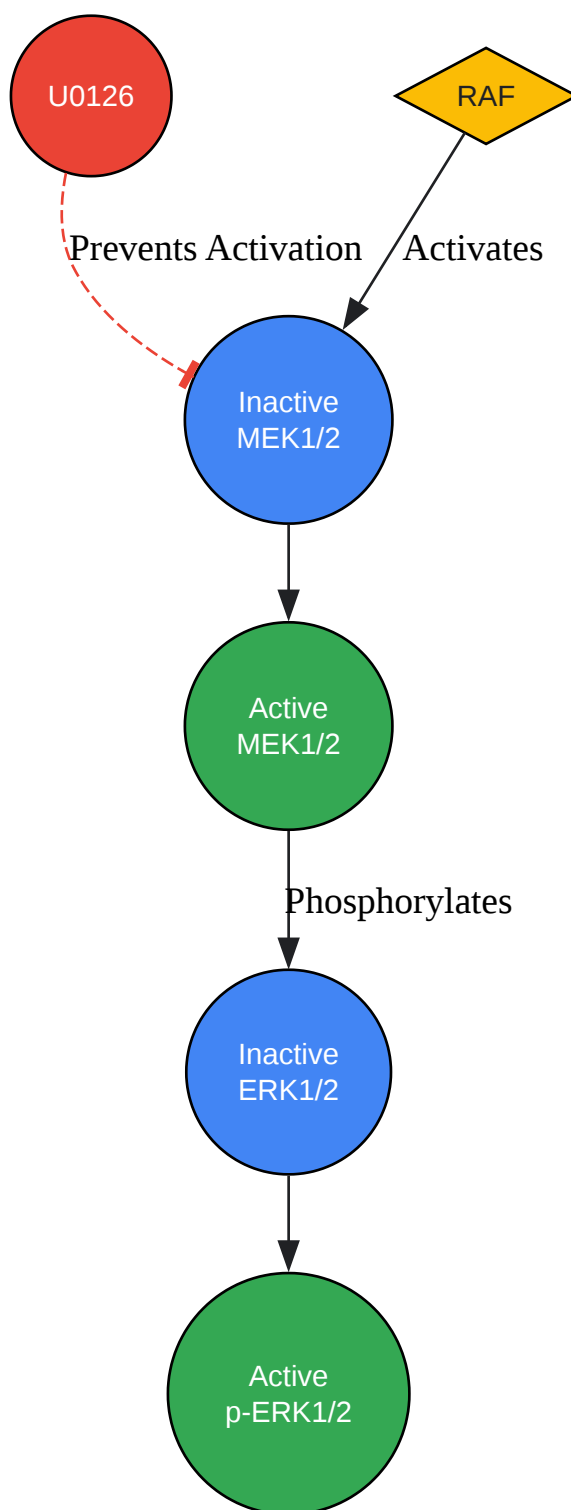 U0126
RAF
Prevents Activation
Activates
Inactive
MEK1/2
Active
MEK1/2
Phosphorylates
Inactive
ERK1/2
Active
p-ERK1/2